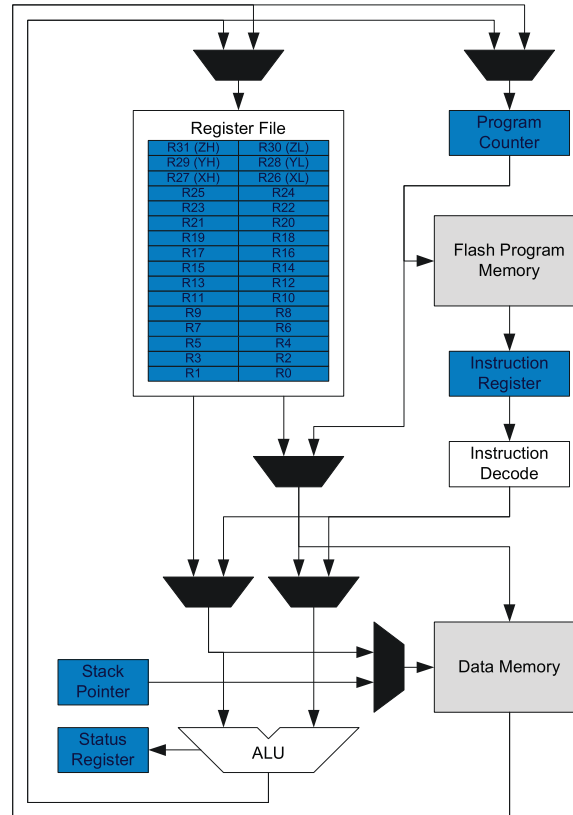 Register File
R31 (ZH) R30 (ZL)
R29 (YH) R28 (YL)
R27 (XH) R26 (XL)
R25 R24
R23 R22
R21 R20
R19 R18
R17 R16
R15 R14
R13 R12
R11 R10
R9 R8
R7 R6
R5 R4
R3 R2
R1 R0
Program
Counter
Flash Program
Memory
Instruction
Register
Instruction
Decode
Data Memory
Stack
Pointer
Status
Register
ALU